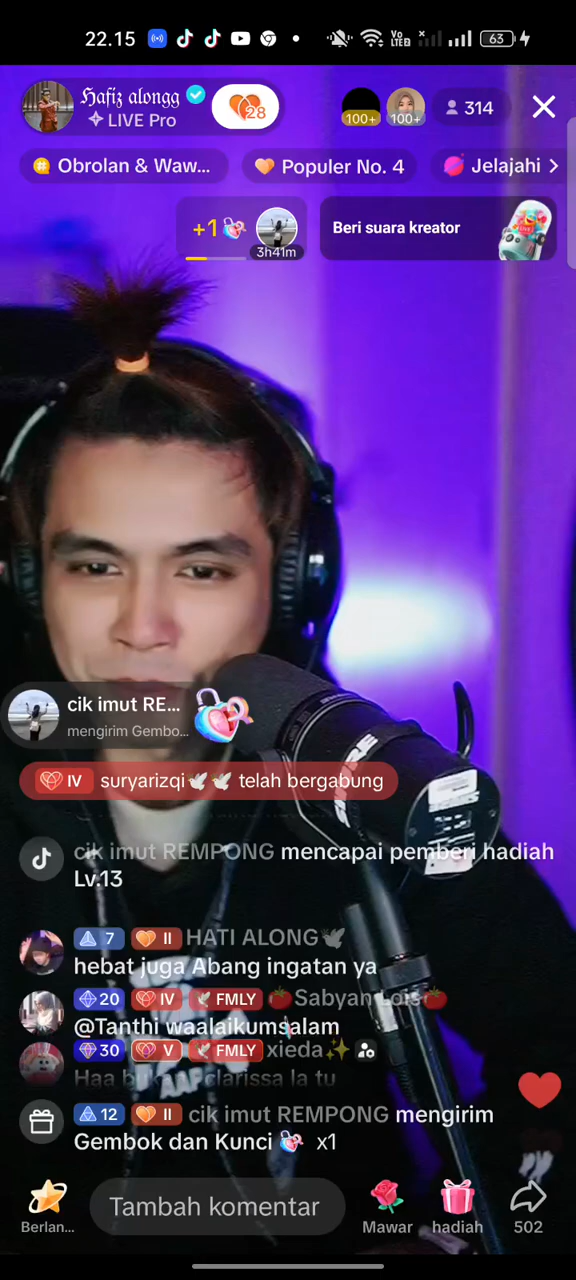 22.15
Vo
LTE 2
63
Hafiz alongg
LIVE Pro
28
100+
100+
314
Obrolan & Waw...
Populer No. 4
Jelajahi
+1
3h41m
Beri suara kreator
cik imut RE...
mengirim Gembo...
IV suryarizqi🕊️🕊️ telah bergabung
cik imut REMPONG mencapai pemberi hadiah
Lv.13
7 II HATI ALONG🕊️
hebat juga Abang ingatan ya
20 IV FMLY 🍅Sabyan Lois🍅
@Tanthi waalaikumsalam
30 V FMLY xieda✨
12 II cik imut REMPONG mengirim
Gembok dan Kunci x1
Berlan...
Tambah komentar
Mawar
hadiah
502